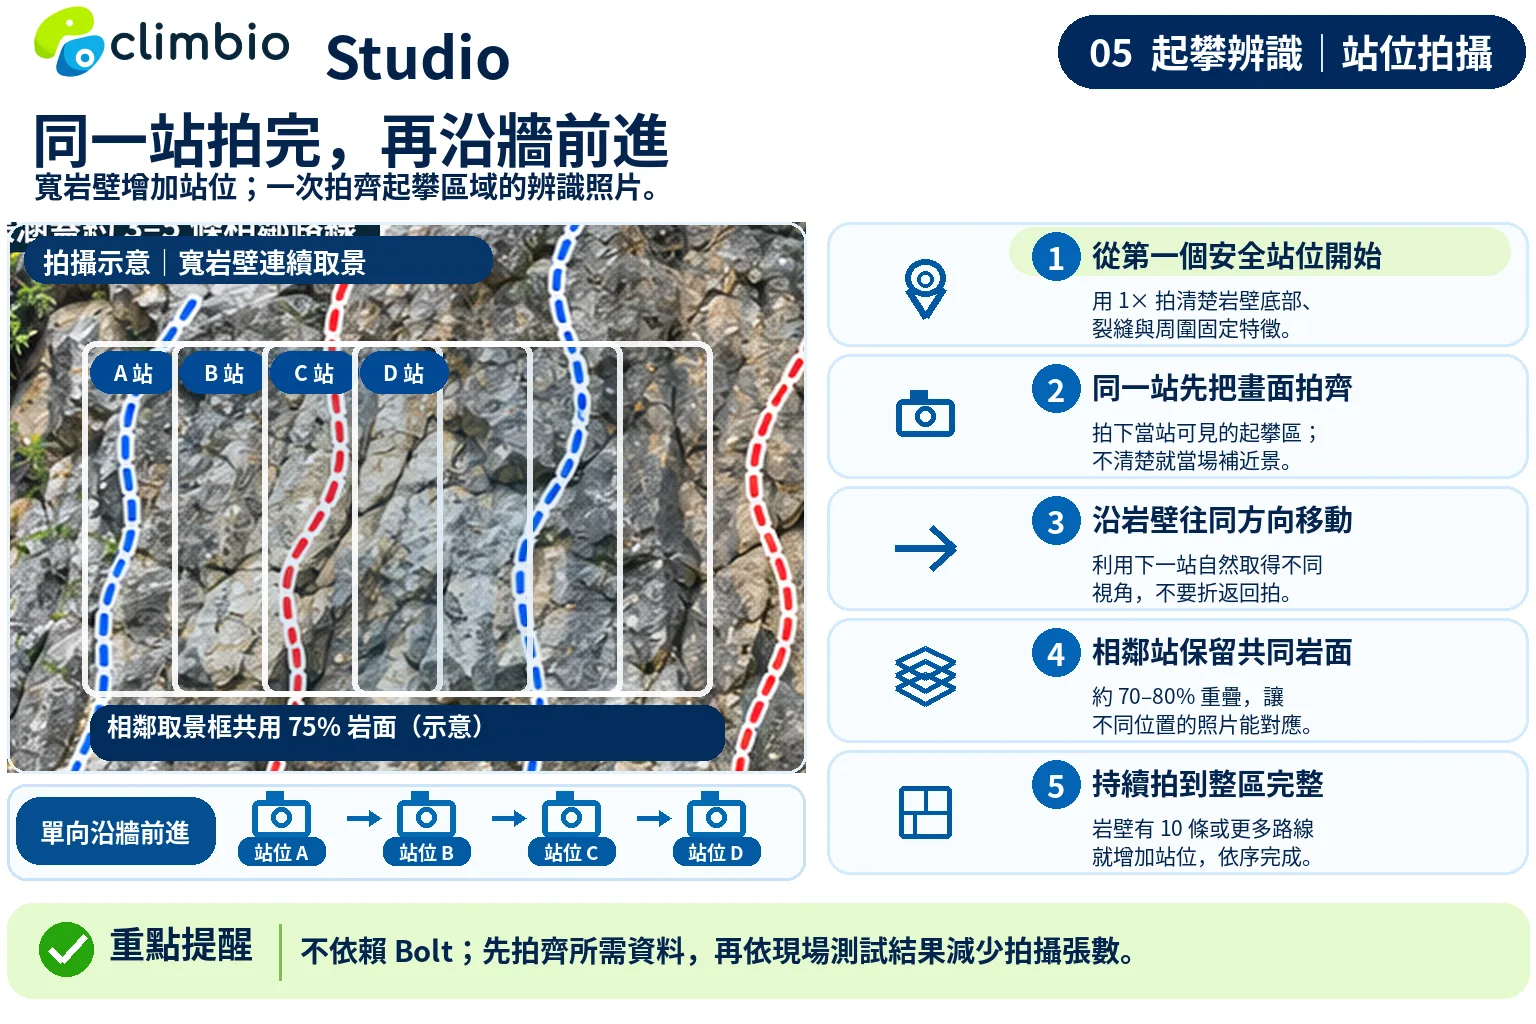 climbio Studio
05 起攀辨識｜站位拍攝
同一站拍完，再沿牆前進
寬岩壁增加站位；一次拍齊起攀區域的辨識照片。
3–5 條相鄰路線
拍攝示意｜寬岩壁連續取景
A 站
B 站
C 站
D 站
相鄰取景框共用 75% 岩面（示意）
單向沿牆前進
站位 A
站位 B
站位 C
站位 D
1 從第一個安全站位開始
用 1× 拍清楚岩壁底部、
裂縫與周圍固定特徵。
2 同一站先把畫面拍齊
拍下當站可見的起攀區；
不清楚就當場補近景。
3 沿岩壁往同方向移動
利用下一站自然取得不同
視角，不要折返回拍。
4 相鄰站保留共同岩面
約 70–80% 重疊，讓
不同位置的照片能對應。
5 持續拍到整區完整
岩壁有 10 條或更多路線
就增加站位，依序完成。
重點提醒
不依賴 Bolt；先拍齊所需資料，再依現場測試結果減少拍攝張數。